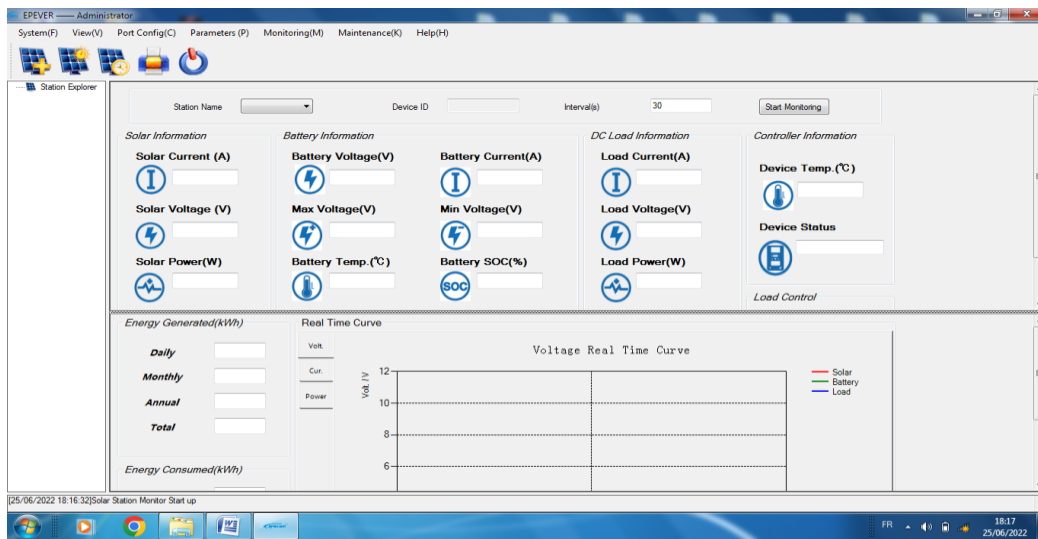 EPEVER —— Administrator
System(F) View(V) Port Config(C) Parameters (P) Monitoring(M) Maintenance(K) Help(H)
Station Explorer
Station Name Device ID Interval(s) 30 Start Monitoring
Solar Information Battery Information DC Load Information Controller Information
Solar Current (A) Battery Voltage(V) Battery Current(A) Load Current(A)
Device Temp.(℃)
Solar Voltage (V) Max Voltage(V) Min Voltage(V) Load Voltage(V)
Device Status
Solar Power(W) Battery Temp.(℃) Battery SOC(%) Load Power(W)
SOC
Load Control
Energy Generated(kWh) Real Time Curve
Volt.
Daily
Voltage Real Time Curve
Cur.
Monthly
Power
Annual
Total
Volt. /V
12
10
8
6
Solar
Battery
Load
Energy Consumed(kWh)
[25/06/2022 18:16:32]Solar Station Monitor Start up
FR 18:17
25/06/2022